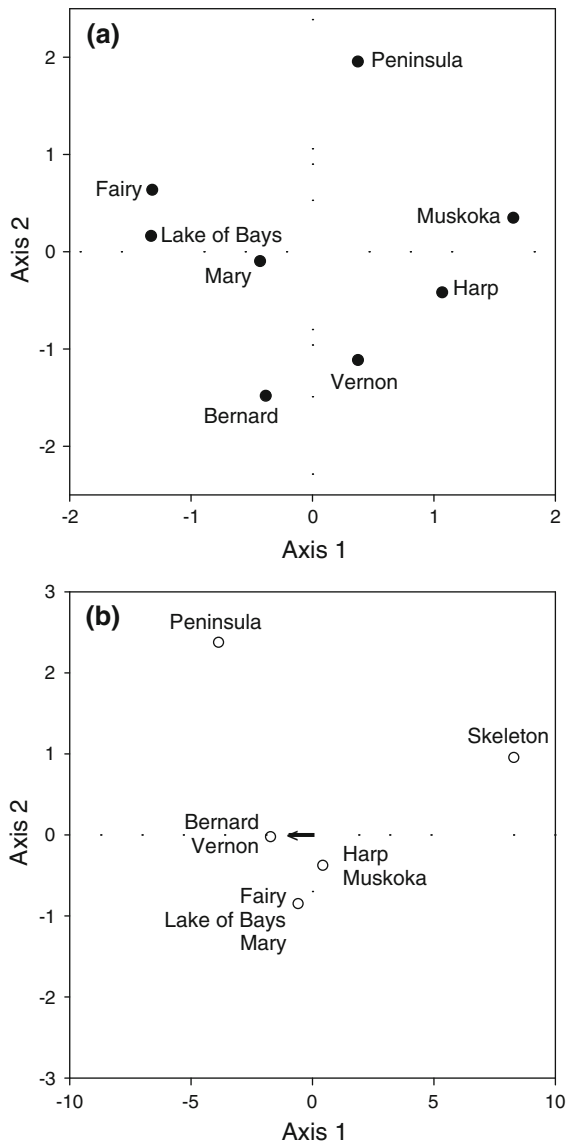 (a)
2
1
0
-1
-2
Axis 2
Peninsula
Fairy
Lake of Bays
Muskoka
Mary
Harp
Vernon
Bernard
-2
-1
0
1
2
Axis 1
(b)
3
2
1
0
-1
-2
-3
Axis 2
Peninsula
Skeleton
Bernard
Vernon
Harp
Muskoka
Fairy
Lake of Bays
Mary
-10
-5
0
5
10
Axis 1